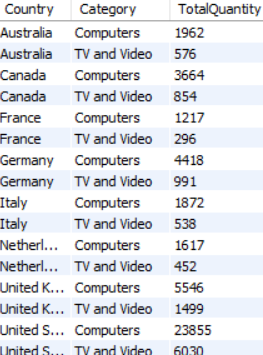 Country Category TotalQuantity
Australia Computers 1962
Australia TV and Video 576
Canada Computers 3664
Canada TV and Video 854
France Computers 1217
France TV and Video 296
Germany Computers 4418
Germany TV and Video 991
Italy Computers 1872
Italy TV and Video 538
Netherl... Computers 1617
Netherl... TV and Video 452
United K... Computers 5546
United K... TV and Video 1499
United S... Computers 23855
United S... TV and Video 6030